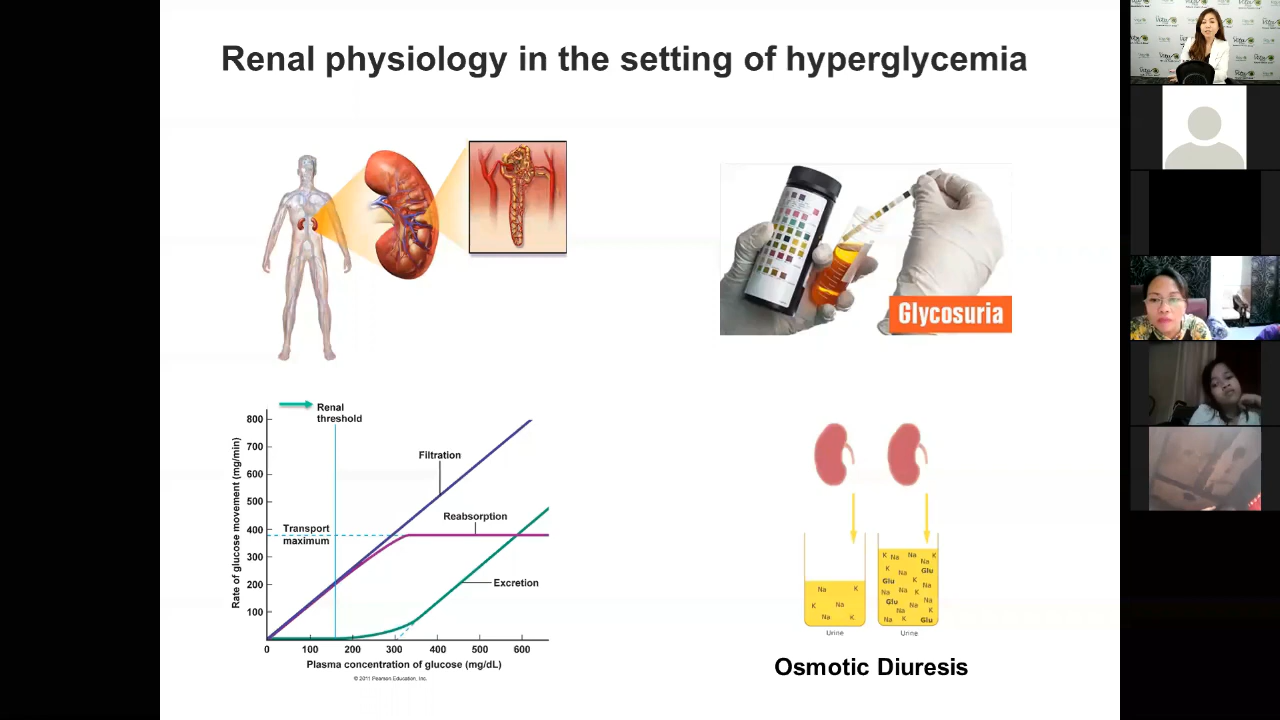 Renal physiology in the setting of hyperglycemia
Glycosuria
Renal
threshold
800
700
600
500
400
300
200
100
0
100
200
300
400
500
600
Rate of glucose movement (mg/min)
Filtration
Reabsorption
Transport
maximum
Excretion
Plasma concentration of glucose (mg/dL)
© 2011 Pearson Education, Inc.
Na K
K Na
Na K
Urine
K Na Na K
Na
K Glu
Na
Glu K
Na
Na Na K
Na
Glu
Na
Na K
Na K Glu
Urine
Osmotic Diuresis